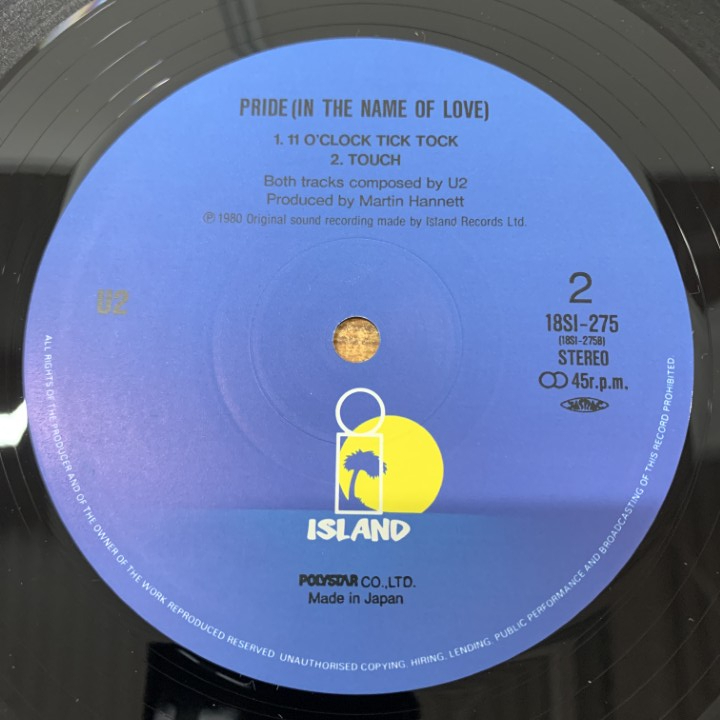 PRIDE (IN THE NAME OF LOVE)
1. 11 O'CLOCK TICK TOCK
2. TOUCH
Both tracks composed by U2
Produced by Martin Hannett
Ⓟ 1980 Original sound recording made by Island Records Ltd.
U2
2
18SI-275
(18SI-275B)
STEREO
45r.p.m.
JASRAC
ISLAND
POLYSTAR CO.,LTD.
Made in Japan
ALL RIGHTS OF THE PRODUCER AND OF THE OWNER OF THE WORK REPRODUCED RESERVED. UNAUTHORISED COPYING, HIRING, LENDING, PUBLIC PERFORMANCE AND BROADCASTING OF THIS RECORD PROHIBITED